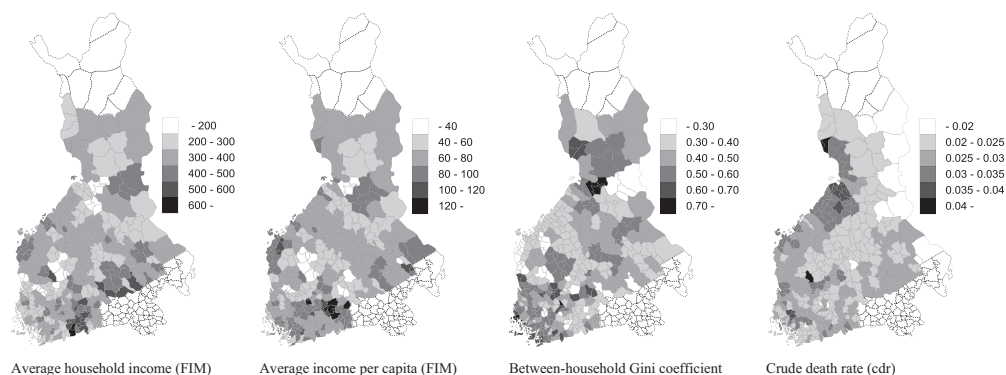 - 200
200 - 300
300 - 400
400 - 500
500 - 600
600 -
- 40
40 - 60
60 - 80
80 - 100
100 - 120
120 -
- 0.30
0.30 - 0.40
0.40 - 0.50
0.50 - 0.60
0.60 - 0.70
0.70 -
- 0.02
0.02 - 0.025
0.025 - 0.03
0.03 - 0.035
0.035 - 0.04
0.04 -
Average household income (FIM)
Average income per capita (FIM)
Between-household Gini coefficient
Crude death rate (cdr)